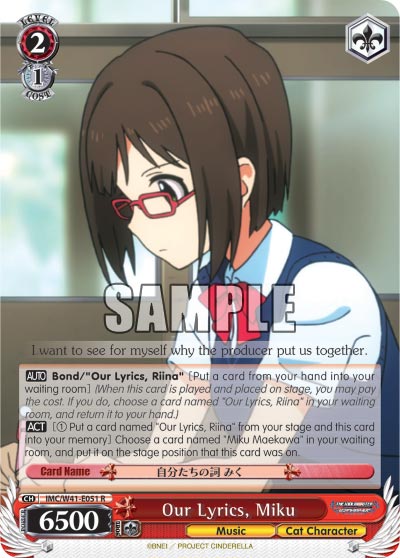 LEVEL
2
1
COST
SAMPLE
I want to see for myself why the producer put us together.
AUTO Bond/"Our Lyrics, Riina" [Put a card from your hand into your
waiting room] (When this card is played and placed on stage, you may pay
the cost. If you do, choose a card named "Our Lyrics, Riina" in your waiting
room, and return it to your hand.)
ACT [① Put a card named "Our Lyrics, Riina" from your stage and this card
into your memory] Choose a card named "Miku Maekawa" in your waiting
room, and put it on the stage position that this card was on.
Card Name 自分たちの詞 みく
CH IMC/W41-E051 R
6500
Our Lyrics, Miku
Music
Cat Character
©BNEI / PROJECT CINDERELLA